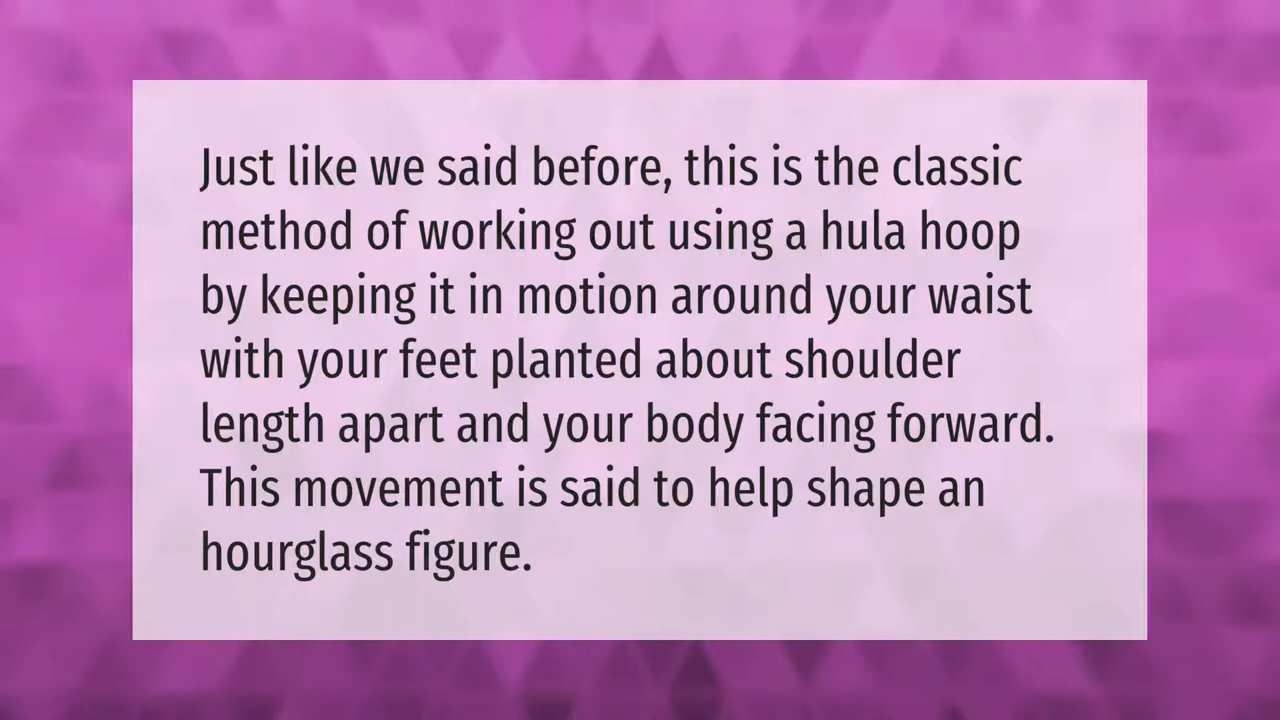 Just like we said before, this is the classic
method of working out using a hula hoop
by keeping it in motion around your waist
with your feet planted about shoulder
length apart and your body facing forward.
This movement is said to help shape an
hourglass figure.